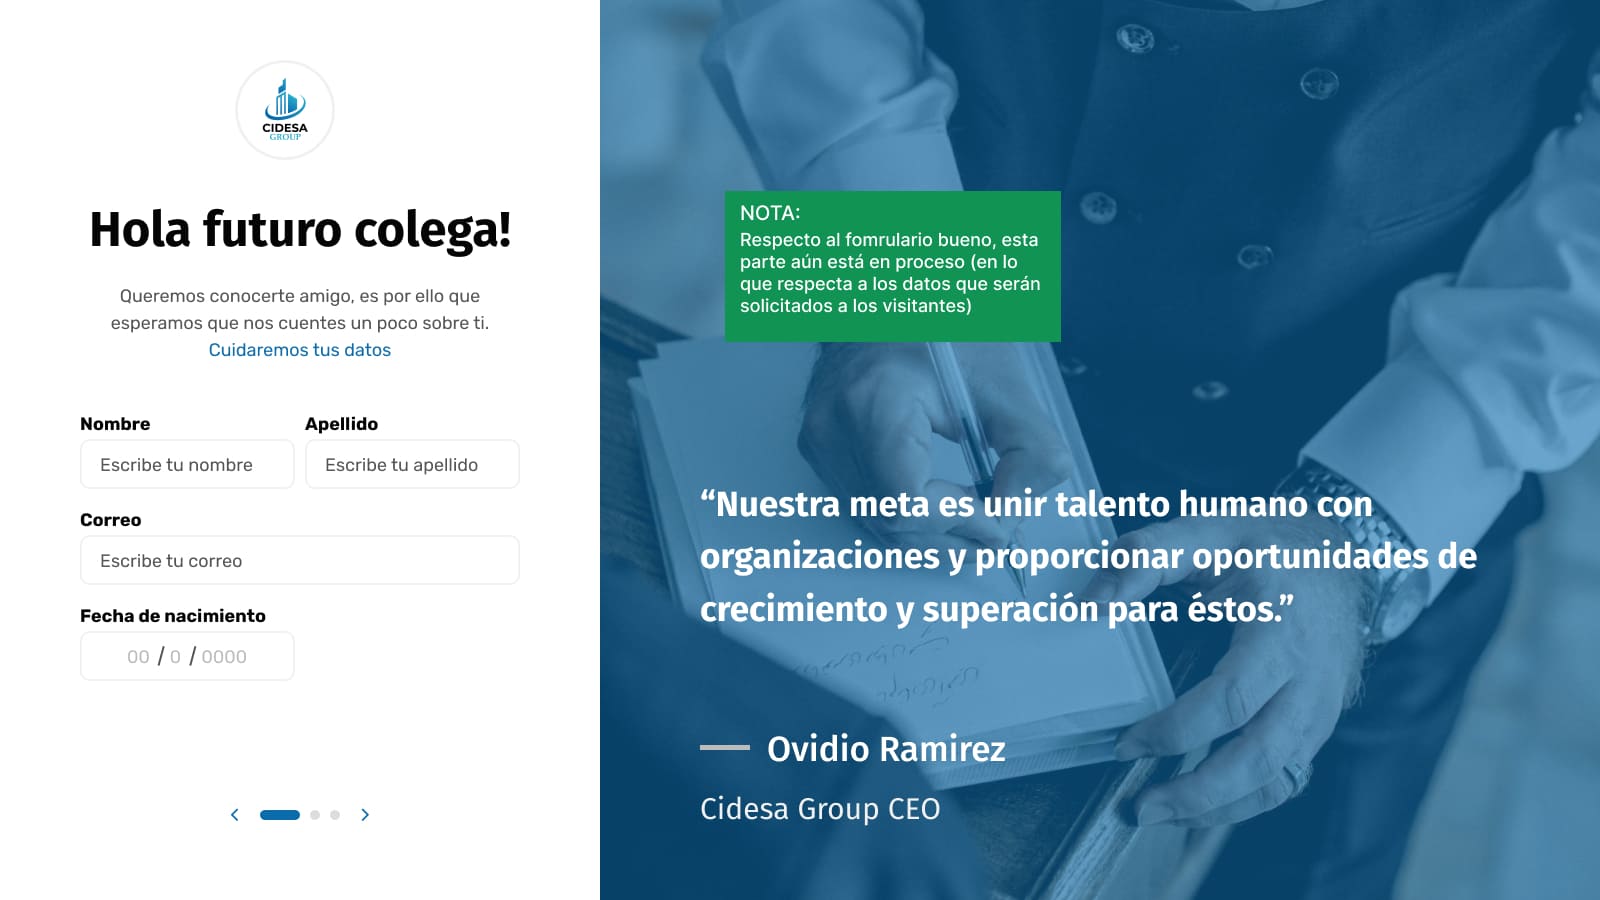 CIDESA
GROUP
Hola futuro colega!
Queremos conocerte amigo, es por ello que
esperamos que nos cuentes un poco sobre ti.
Cuidaremos tus datos
Nombre
Apellido
Escribe tu nombre
Escribe tu apellido
Correo
Escribe tu correo
Fecha de nacimiento
00 / 0 / 0000
NOTA:
Respecto al fomrulario bueno, esta
parte aún está en proceso (en lo
que respecta a los datos que serán
solicitados a los visitantes)
“Nuestra meta es unir talento humano con
organizaciones y proporcionar oportunidades de
crecimiento y superación para éstos.”
Ovidio Ramirez
Cidesa Group CEO